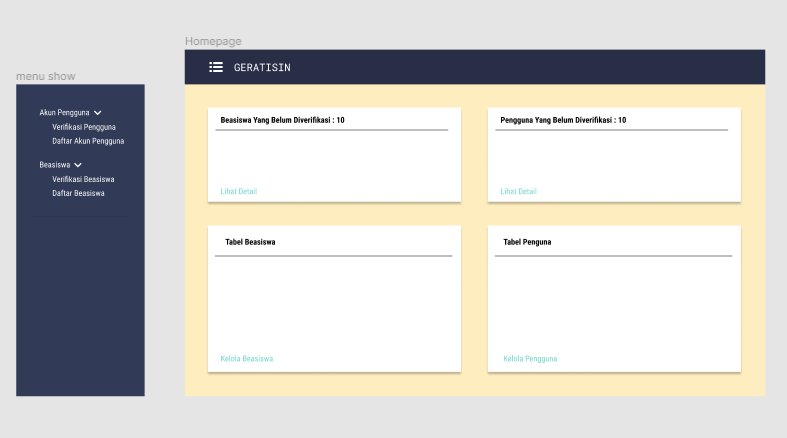 menu show
Akun Pengguna
Verifikasi Pengguna
Daftar Akun Pengguna
Beasiswa
Verifikasi Beasiswa
Daftar Beasiswa
Homepage
GERATISIN
Beasiswa Yang Belum Diverifikasi : 10
Lihat Detail
Pengguna Yang Belum Diverifikasi : 10
Lihat Detail
Tabel Beasiswa
Kelola Beasiswa
Tabel Penguna
Kelola Pengguna